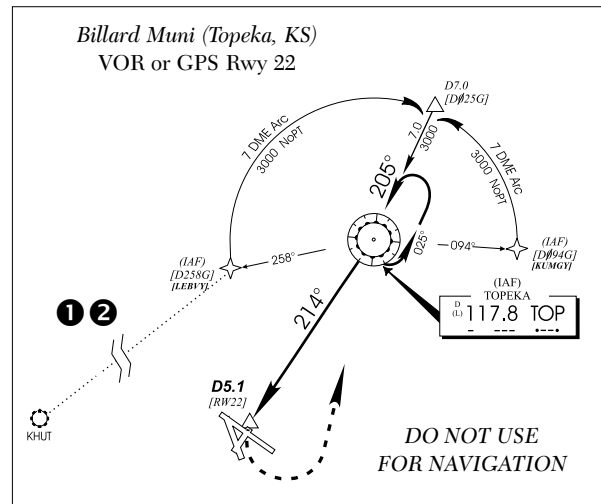 Billard Muni (Topeka, KS)
VOR or GPS Rwy 22
D7.0
[DØ25G]
7 DME Arc
3000 NoPT
7.0
3000
7 DME Arc
3000 NoPT
205°
025°
(IAF)
[D258G]
[LEBVY]
258°
094°
(IAF)
[DØ94G]
[KUMGY]
(IAF)
TOPEKA
D
(L) 117.8 TOP
214°
1 2
D5.1
[RW22]
KHUT
DO NOT USE
FOR NAVIGATION